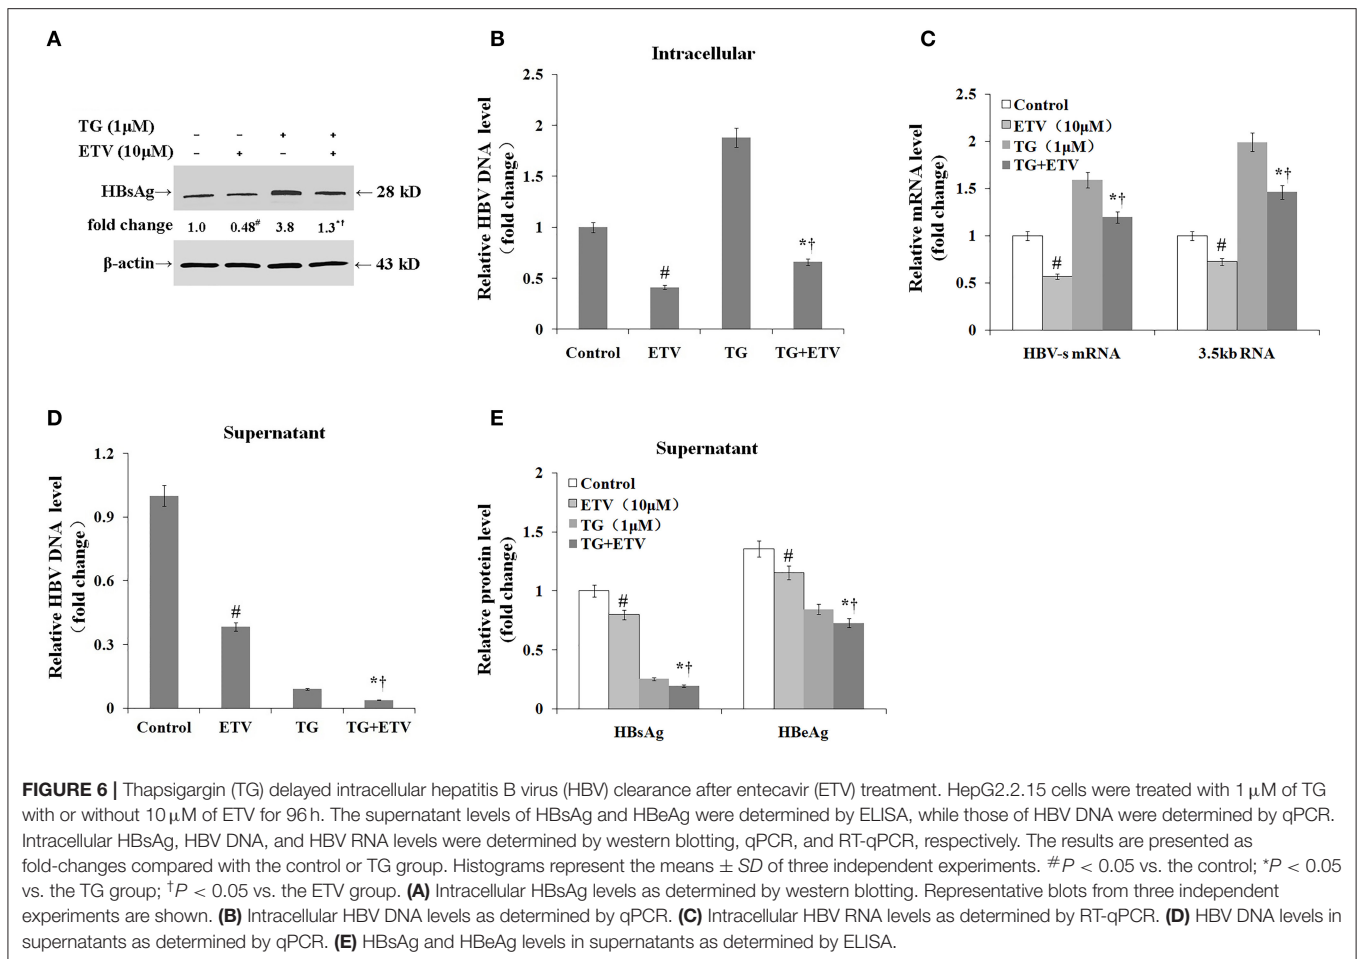 A
TG (1μM) − − + +
ETV (10μM) − + − +
HBsAg→ ←28 kD
fold change 1.0 0.48# 3.8 1.3*†
β-actin→ ←43 kD
B
Intracellular
Relative HBV DNA level
(fold change)
2.5
2
1.5
1
0.5
0
#
*†
Control ETV TG TG+ETV
C
Relative mRNA level
(fold change)
2.5
2
1.5
1
0.5
0
Control
ETV (10μM)
TG (1μM)
TG+ETV
#
*†
#
*†
HBV-s mRNA 3.5kb RNA
D
Supernatant
Relative HBV DNA level
(fold change)
1.2
0.9
0.6
0.3
0
#
*†
Control ETV TG TG+ETV
E
Supernatant
Relative protein level
(fold change)
2
1.5
1
0.5
0
Control
ETV (10μM)
TG (1μM)
TG+ETV
#
*†
#
*†
HBsAg HBeAg
FIGURE 6 | Thapsigargin (TG) delayed intracellular hepatitis B virus (HBV) clearance after entecavir (ETV) treatment. HepG2.2.15 cells were treated with 1 μM of TG
with or without 10 μM of ETV for 96 h. The supernatant levels of HBsAg and HBeAg were determined by ELISA, while those of HBV DNA were determined by qPCR.
Intracellular HBsAg, HBV DNA, and HBV RNA levels were determined by western blotting, qPCR, and RT-qPCR, respectively. The results are presented as
fold-changes compared with the control or TG group. Histograms represent the means ± SD of three independent experiments. #P < 0.05 vs. the control; *P < 0.05
vs. the TG group; †P < 0.05 vs. the ETV group. (A) Intracellular HBsAg levels as determined by western blotting. Representative blots from three independent
experiments are shown. (B) Intracellular HBV DNA levels as determined by qPCR. (C) Intracellular HBV RNA levels as determined by RT-qPCR. (D) HBV DNA levels in
supernatants as determined by qPCR. (E) HBsAg and HBeAg levels in supernatants as determined by ELISA.